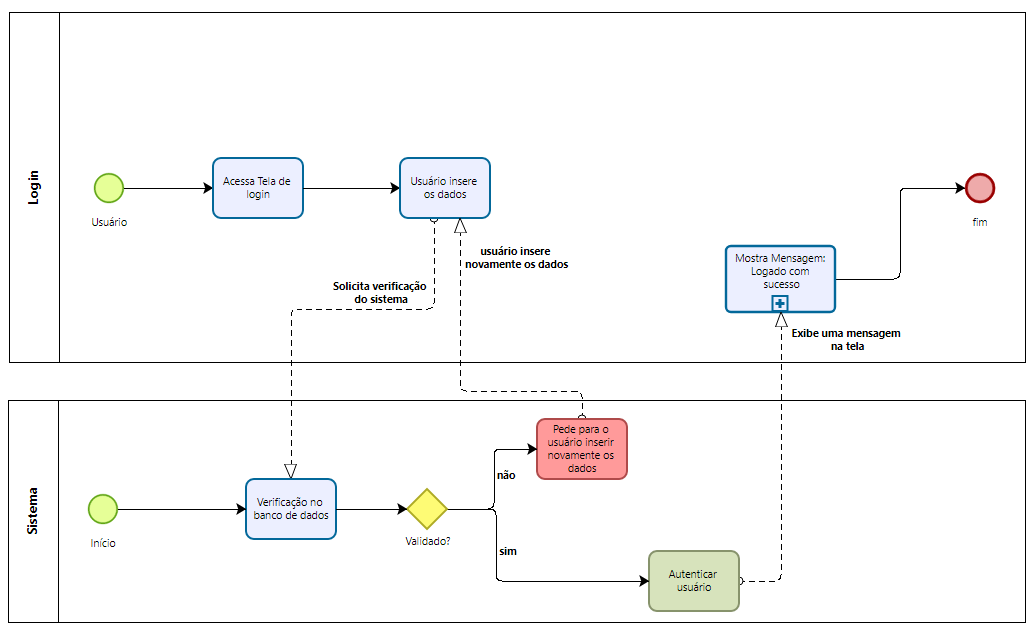 Login
Usuário
Acessa Tela de
login
Usuário insere
os dados
usuário insere
novamente os dados
Solicita verificação
do sistema
Mostra Mensagem:
Logado com
sucesso
fim
Exibe uma mensagem
na tela
Sistema
Início
Verificação no
banco de dados
Validado?
não
Pede para o
usuário inserir
novamente os
dados
sim
Autenticar
usuário